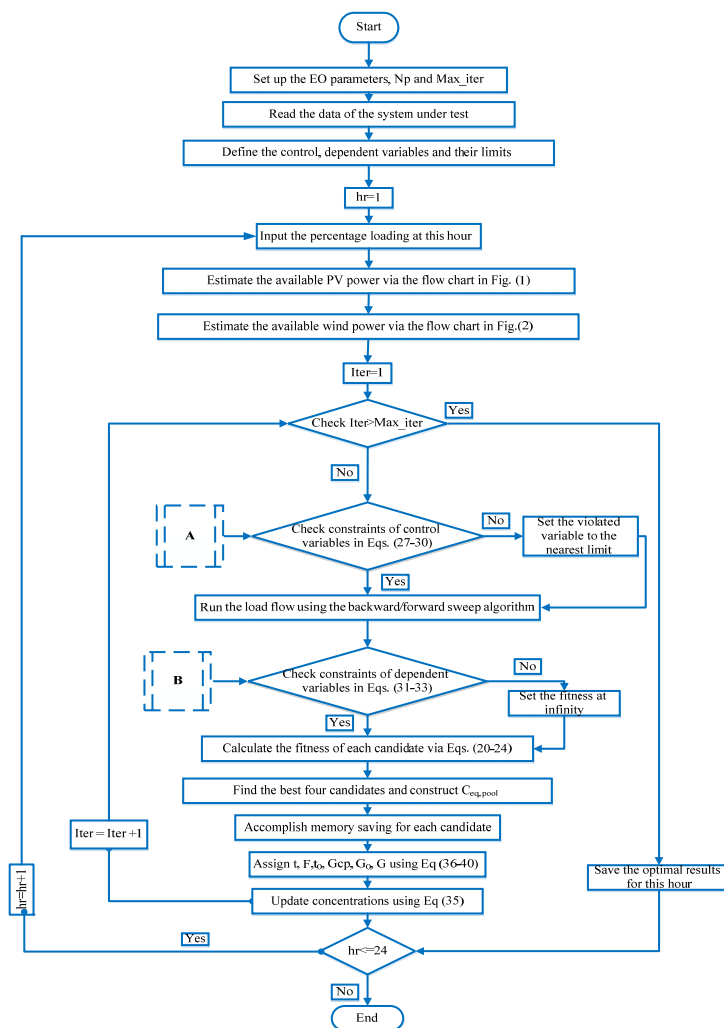 Start
Set up the EO parameters, Np and Max_iter
Read the data of the system under test
Define the control, dependent variables and their limits
hr=1
Input the percentage loading at this hour
Estimate the available PV power via the flow chart in Fig. (1)
Estimate the available wind power via the flow chart in Fig.(2)
Iter=1
Check Iter>Max_iter
Yes
No
A
Check constraints of control
variables in Eqs. (27-30)
No
Set the violated
variable to the
nearest limit
Yes
Run the load flow using the backward/forward sweep algorithm
B
Check constraints of dependent
variables in Eqs. (31-33)
No
Set the fitness at
infinity
Yes
Calculate the fitness of each candidate via Eqs. (20-24)
Find the best four candidates and construct Ceq,pool
Iter = Iter +1
Accomplish memory saving for each candidate
Assign t, F,t0, Gcp, G0, G using Eq (36-40)
hr=hr+1
Save the optimal results
for this hour
Update concentrations using Eq (35)
Yes
hr<=24
No
End